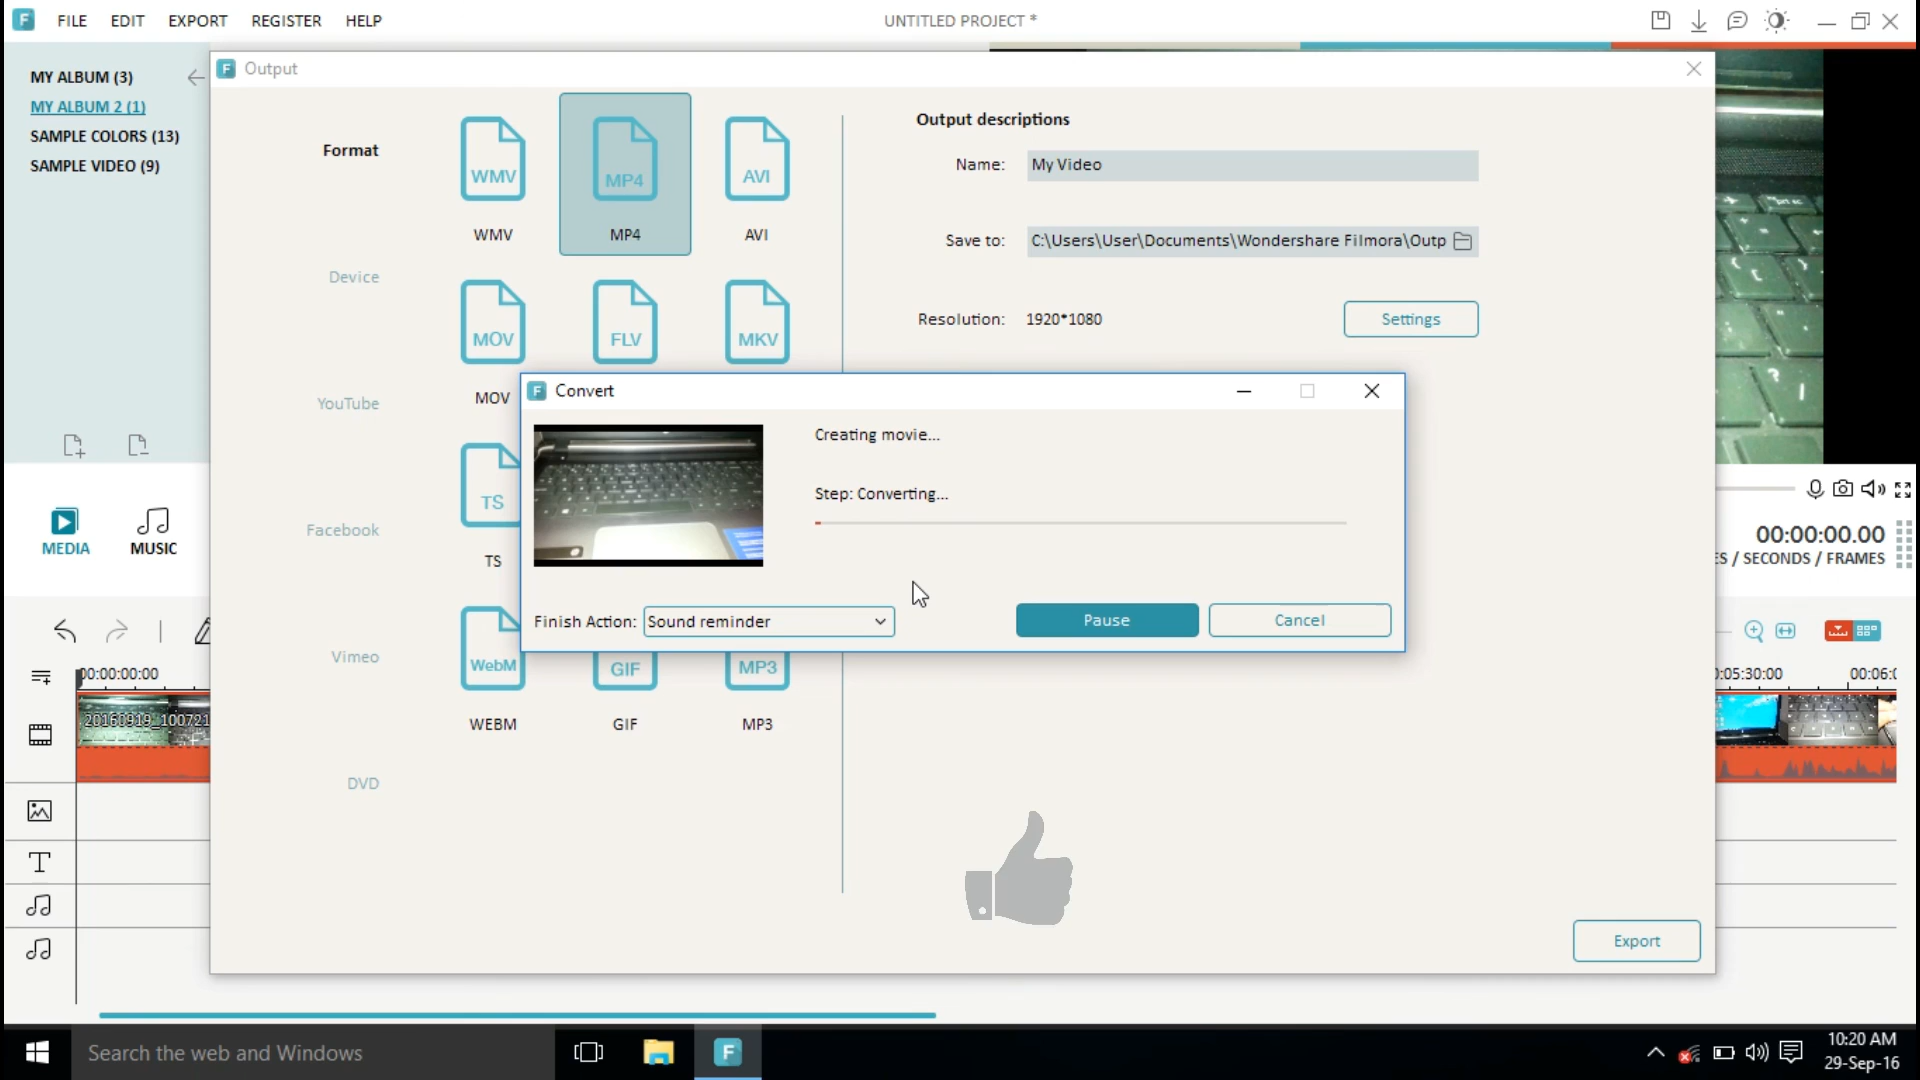 FILE EDIT EXPORT REGISTER HELP
UNTITLED PROJECT *
MY ALBUM (3)
MY ALBUM 2 (1)
SAMPLE COLORS (13)
SAMPLE VIDEO (9)
Output
Format
Device
YouTube
Facebook
Vimeo
DVD
WMV MP4 AVI
WMV MP4 AVI
MOV FLV MKV
MOV
TS
TS
WebM GIF MP3
WEBM GIF MP3
Output descriptions
Name: My Video
Save to: C:\Users\User\Documents\Wondershare Filmora\Outp
Resolution: 1920*1080 Settings
Convert
Creating movie...
Step: Converting...
Finish Action: Sound reminder Pause Cancel
Export
MEDIA MUSIC
00:00:00.00
ES / SECONDS / FRAMES
00:00:00:00
):05:30:00 00:06:(
20160919_100721
Search the web and Windows
10:20 AM
29-Sep-16